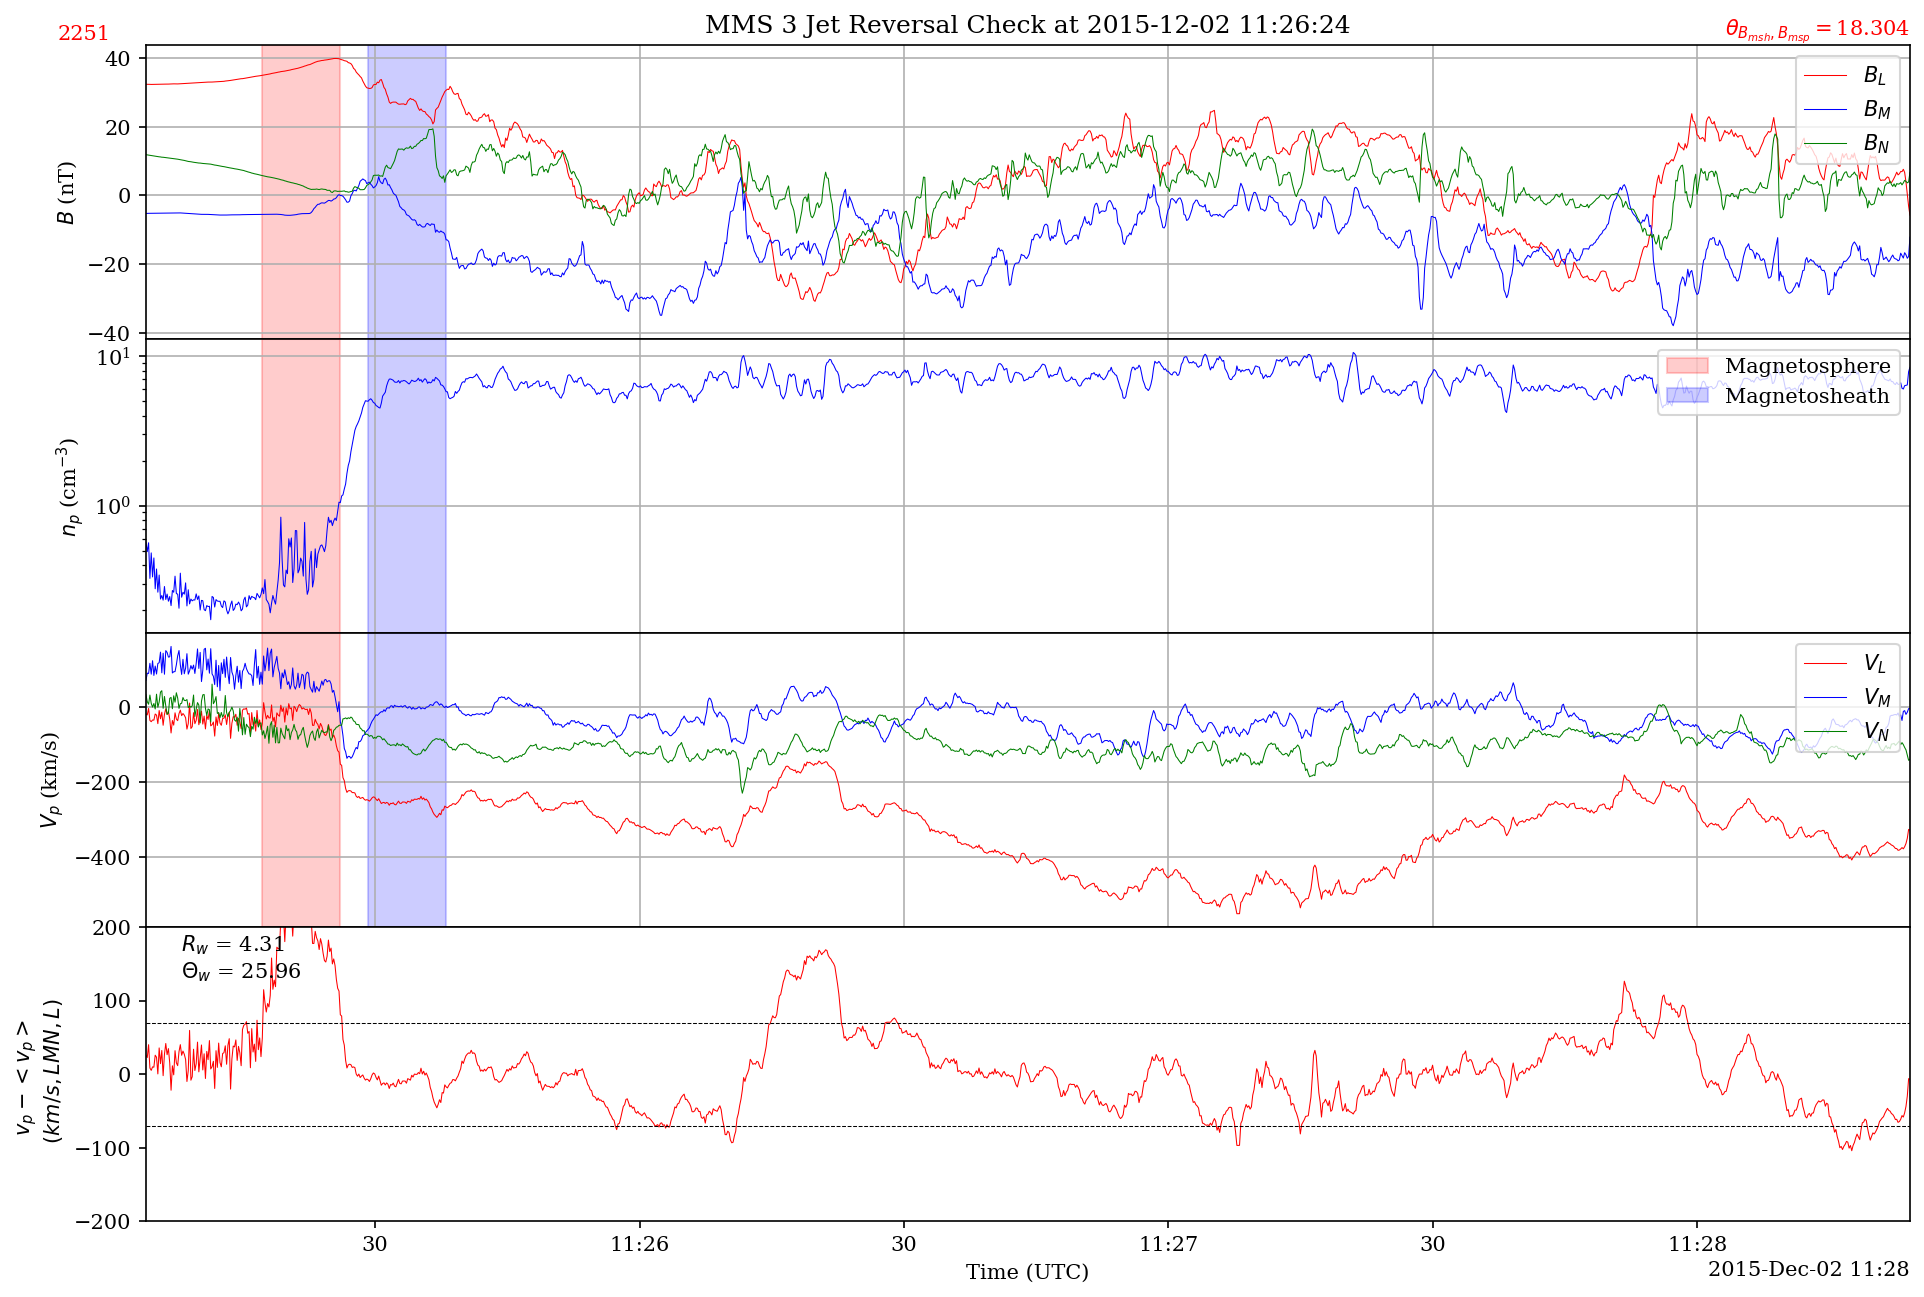 MMS 3 Jet Reversal Check at 2015-12-02 11:26:24
2251
θ_{B_{msh}, B_{msp}} = 18.304
40
20
0
−20
−40
B (nT)
B_L
B_M
B_N
10^1
10^0
n_p (cm^{−3})
Magnetosphere
Magnetosheath
0
−200
−400
V_p (km/s)
V_L
V_M
V_N
200
100
0
−100
−200
v_p − <v_p>
(km/s, LMN, L)
R_w = 4.31
Θ_w = 25.96
30
11:26
30
11:27
30
11:28
Time (UTC)
2015-Dec-02 11:28